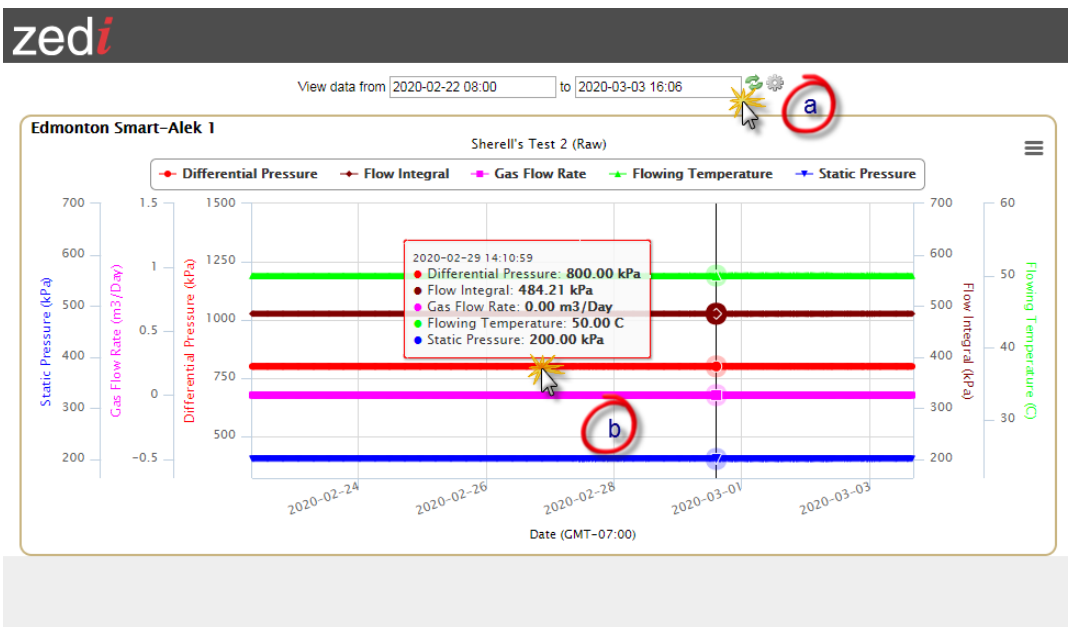 zedi
View data from 2020-02-22 08:00 to 2020-03-03 16:06
a
Edmonton Smart-Alek 1
Sherell's Test 2 (Raw)
Differential Pressure Flow Integral Gas Flow Rate Flowing Temperature Static Pressure
700 1.5 1500 700 60
600 1 1250 600 50
500 0.5 1000 500
400 750 400 40
300 0 500 300 30
200 -0.5 200
Static Pressure (kPa)
Gas Flow Rate (m3/Day)
Differential Pressure (kPa)
2020-02-29 14:10:59
Differential Pressure: 800.00 kPa
Flow Integral: 484.21 kPa
Gas Flow Rate: 0.00 m3/Day
Flowing Temperature: 50.00 C
Static Pressure: 200.00 kPa
b
Flow Integral (kPa)
Flowing Temperature (C)
2020-02-24 2020-02-26 2020-02-28 2020-03-01 2020-03-03
Date (GMT-07:00)